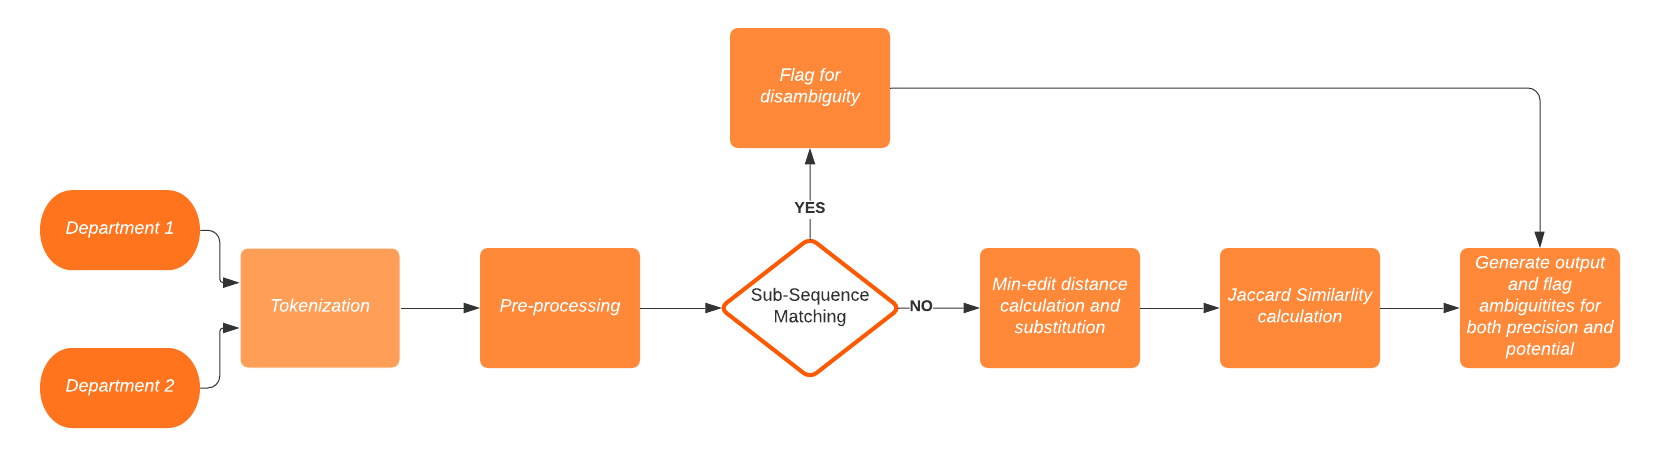 Flag for
disambiguity
YES
Department 1
Department 2
Tokenization
Pre-processing
Sub-Sequence
Matching
NO
Min-edit distance
calculation and
substitution
Jaccard Similarlity
calculation
Generate output
and flag
ambiguitites for
both precision and
potential